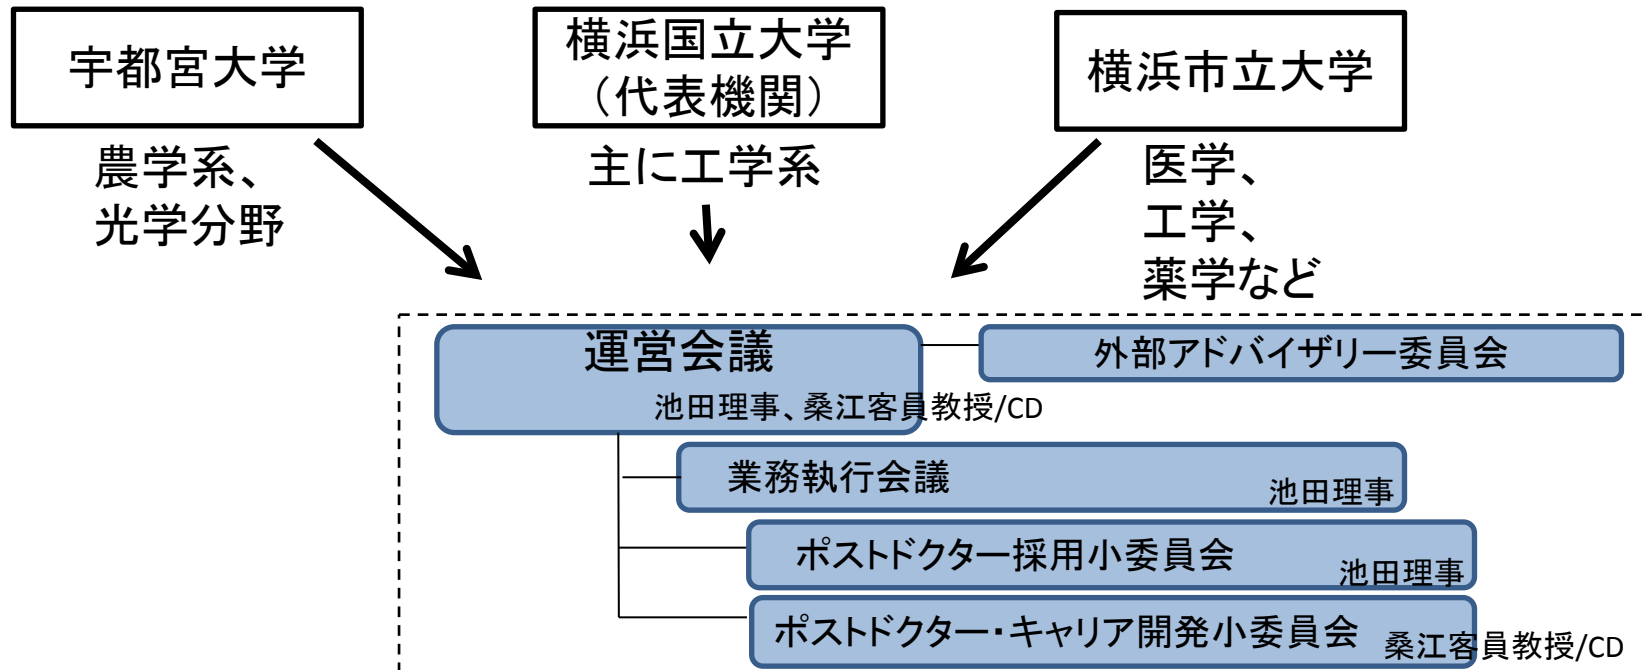 宇都宮大学
農学系、
光学分野
横浜国立大学
（代表機関）
主に工学系
横浜市立大学
医学、
工学、
薬学など
運営会議
池田理事、桑江客員教授/CD
外部アドバイザリー委員会
業務執行会議
池田理事
ポストドクター採用小委員会
池田理事
ポストドクター・キャリア開発小委員会
桑江客員教授/CD